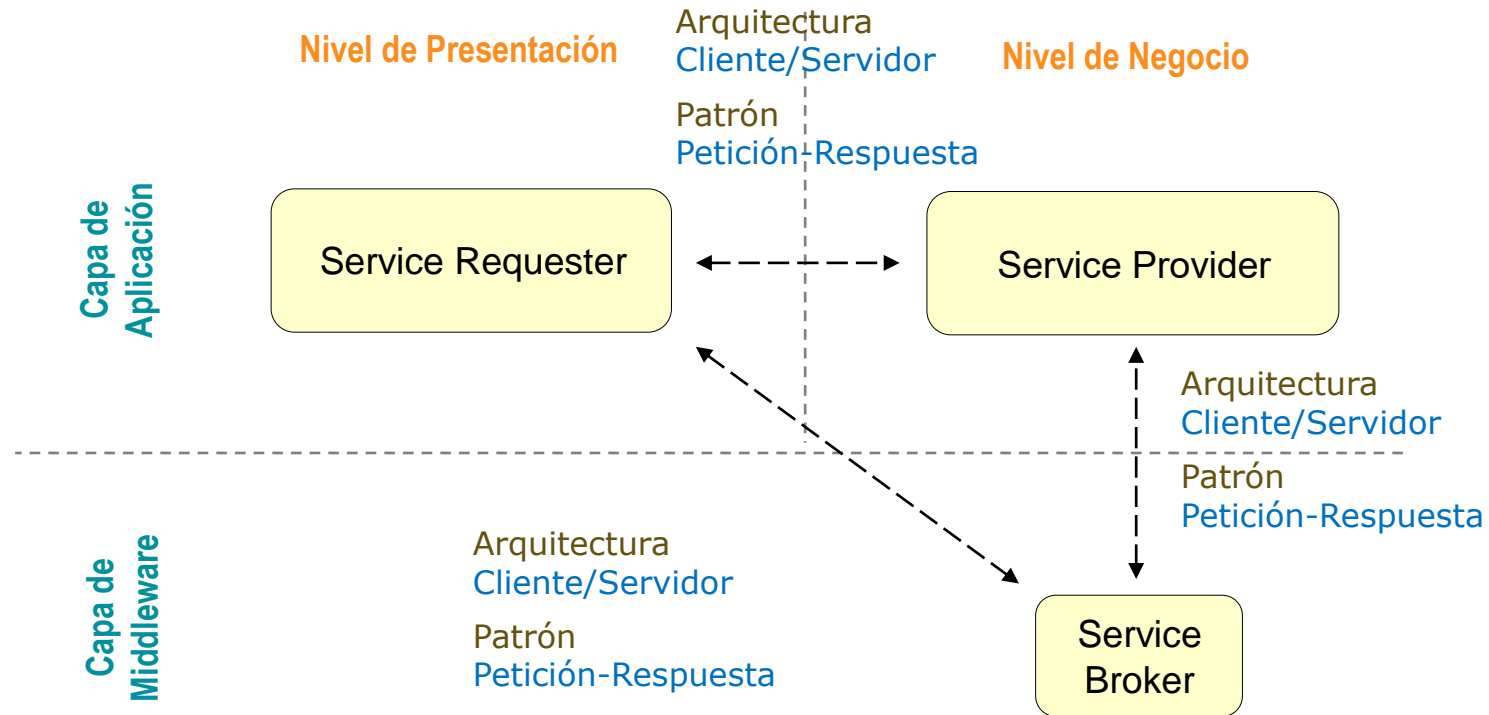 Nivel de Presentación
Arquitectura
Cliente/Servidor
Nivel de Negocio
Patrón
Petición-Respuesta
Capa de
Aplicación
Service Requester
Service Provider
Arquitectura
Cliente/Servidor
Patrón
Petición-Respuesta
Capa de
Middleware
Arquitectura
Cliente/Servidor
Patrón
Petición-Respuesta
Service
Broker